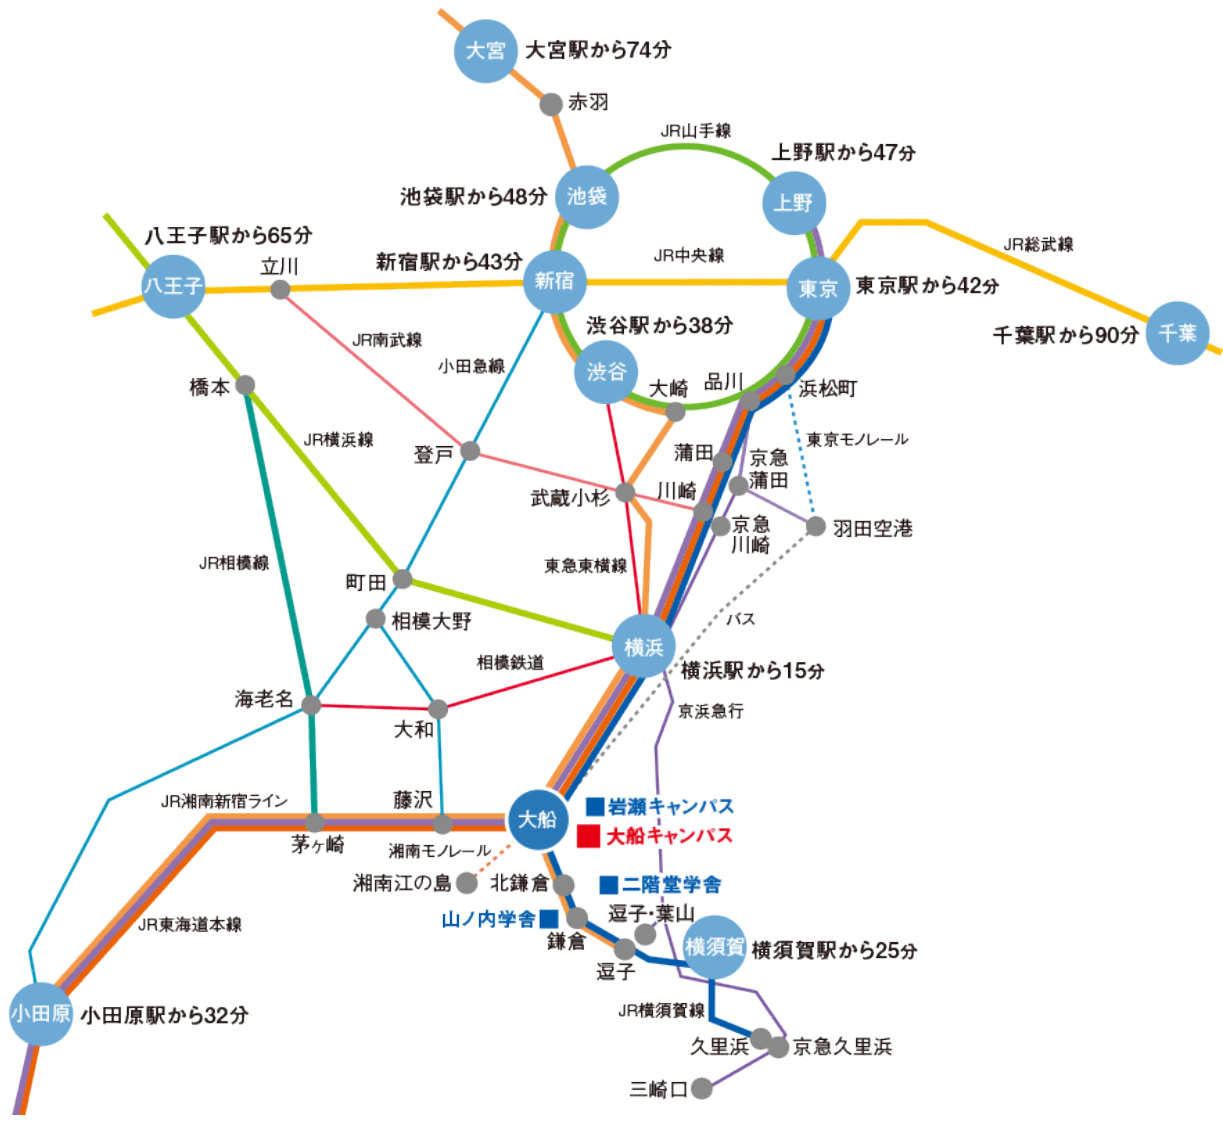 大宮
大宮駅から74分
赤羽
JR山手線
上野駅から47分
池袋駅から48分
池袋
上野
八王子駅から65分
立川
新宿駅から43分
JR中央線
JR総武線
八王子
新宿
東京
東京駅から42分
渋谷駅から38分
千葉駅から90分
千葉
JR南武線
小田急線
渋谷
大崎
品川
浜松町
橋本
JR横浜線
登戸
東京モノレール
蒲田
京急
蒲田
武蔵小杉
川崎
京急
川崎
羽田空港
JR相模線
東急東横線
町田
相模大野
バス
横浜
相模鉄道
横浜駅から15分
海老名
大和
京浜急行
JR湘南新宿ライン
藤沢
大船
岩瀬キャンパス
大船キャンパス
茅ヶ崎
湘南モノレール
湘南江の島
北鎌倉
二階堂学舎
山ノ内学舎
逗子・葉山
JR東海道本線
鎌倉
逗子
横須賀
横須賀駅から25分
小田原
小田原駅から32分
JR横須賀線
久里浜
京急久里浜
三崎口